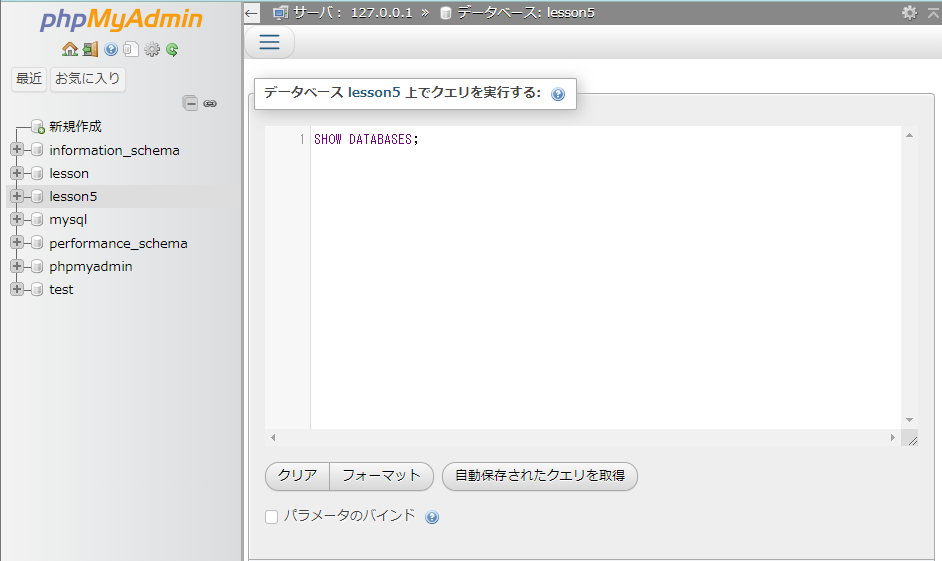 phpMyAdmin
最近 お気に入り
新規作成
information_schema
lesson
lesson5
mysql
performance_schema
phpmyadmin
test
サーバ: 127.0.0.1 » データベース: lesson5
データベース lesson5 上でクエリを実行する:
1 SHOW DATABASES;
クリア フォーマット 自動保存されたクエリを取得
パラメータのバインド